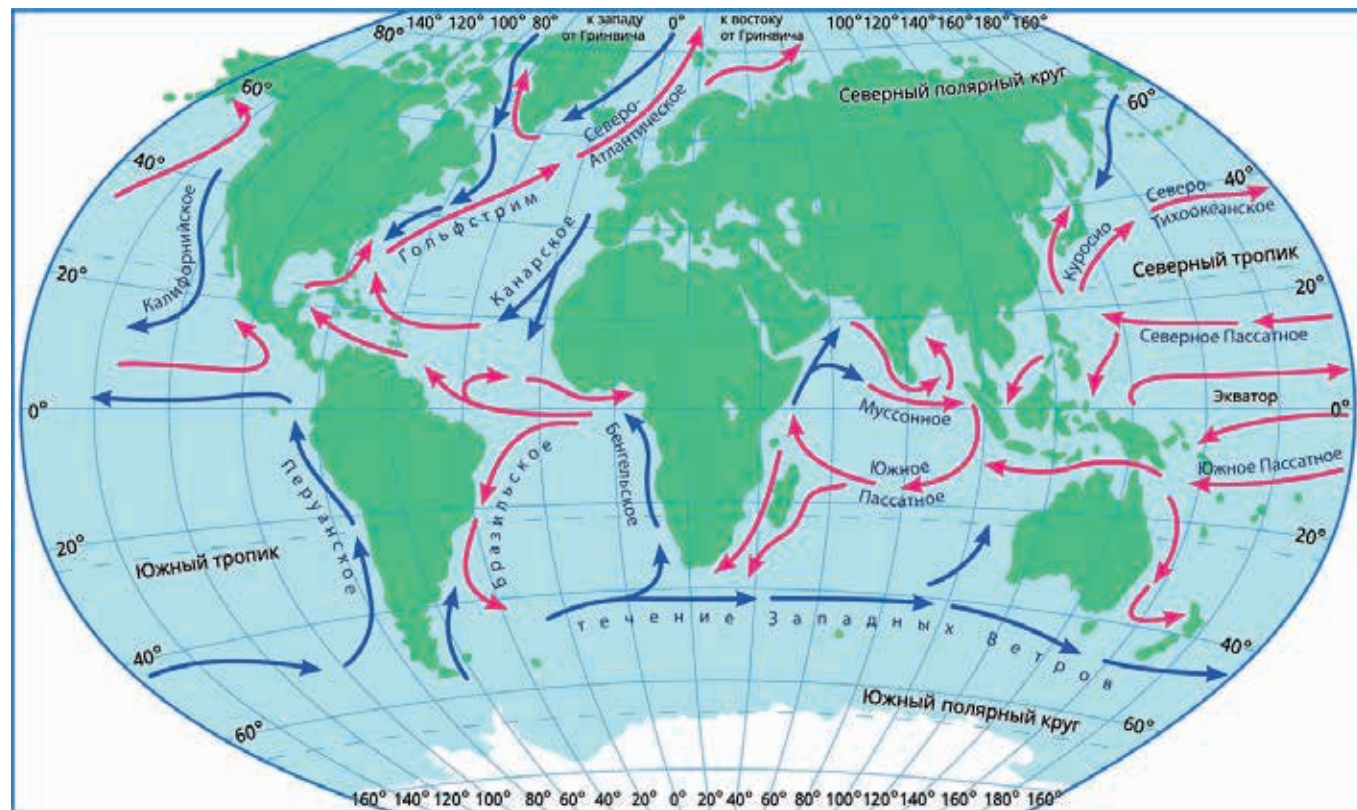 140° 120° 100° 80° к западу от Гринвича 0° к востоку от Гринвича 100° 120° 140° 160° 180° 160°
80°
Северный полярный круг
60°
60°
Северо-
Атлантическое
40°
40°
Северо-
Тихоокеанское
Гольфстрим
Куросио
Калифорнийское
Канарское
Северный тропик
20°
20°
Северное Пассатное
Экватор
0°
0°
Муссонное
Бенгельское
Бразильское
Перуанское
Южное
Пассатное
Южное Пассатное
20°
20°
Южный тропик
течение Западных Ветров
40°
40°
Южный полярный круг
60°
60°
160° 140° 120° 100° 80° 60° 40° 20° 0° 20° 60° 80° 100° 120° 140° 160° 180° 160°